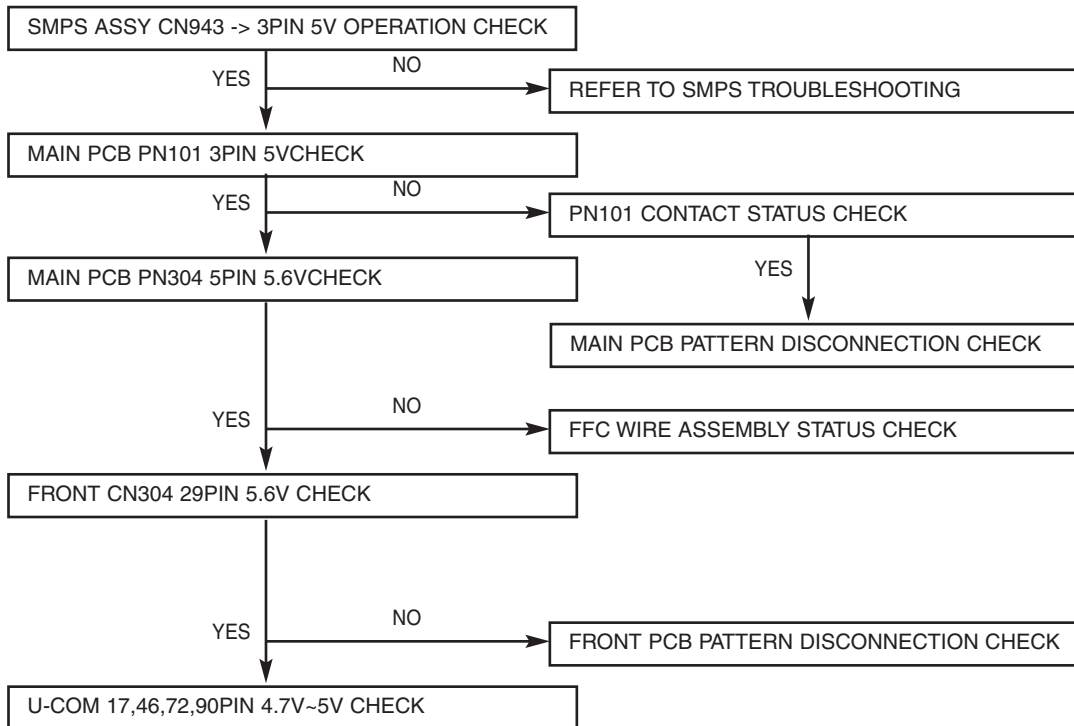 SMPS ASSY CN943 -> 3PIN 5V OPERATION CHECK
YES
NO
REFER TO SMPS TROUBLESHOOTING
MAIN PCB PN101 3PIN 5VCHECK
YES
NO
PN101 CONTACT STATUS CHECK
MAIN PCB PN304 5PIN 5.6VCHECK
YES
MAIN PCB PATTERN DISCONNECTION CHECK
YES
NO
FFC WIRE ASSEMBLY STATUS CHECK
FRONT CN304 29PIN 5.6V CHECK
YES
NO
FRONT PCB PATTERN DISCONNECTION CHECK
U-COM 17,46,72,90PIN 4.7V~5V CHECK